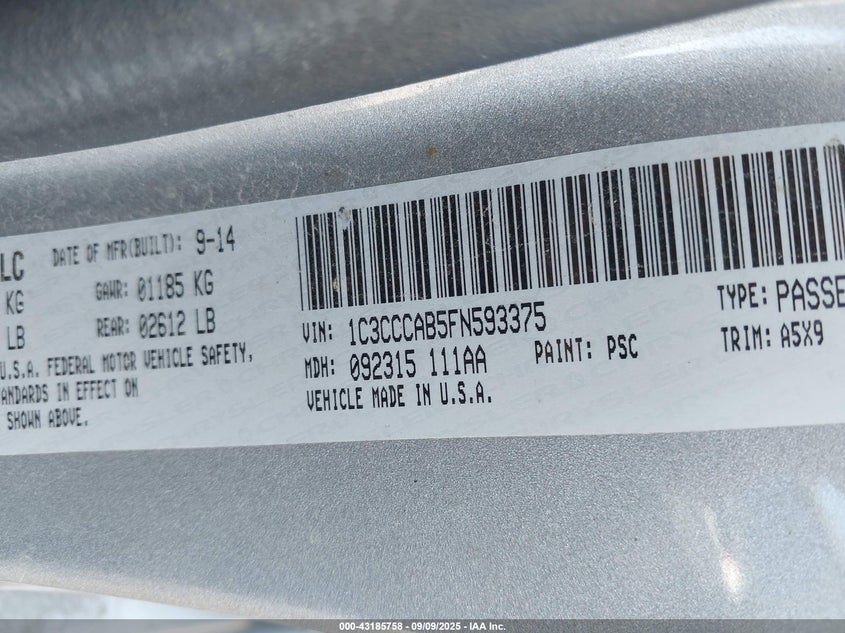 LC DATE OF MFR(BUILT): 9-14
KG GAWR: 01185 KG
LB REAR: 02612 LB
U.S.A. FEDERAL MOTOR VEHICLE SAFETY,
ANDARDS IN EFFECT ON
SHOWN ABOVE.
VIN: 1C3CCCAB5FN593375
MDH: 092315 111AA
VEHICLE MADE IN U.S.A.
PAINT: PSC
TYPE: PASSE
TRIM: A5X9
000-43185758 - 09/09/2025 - IAA Inc.